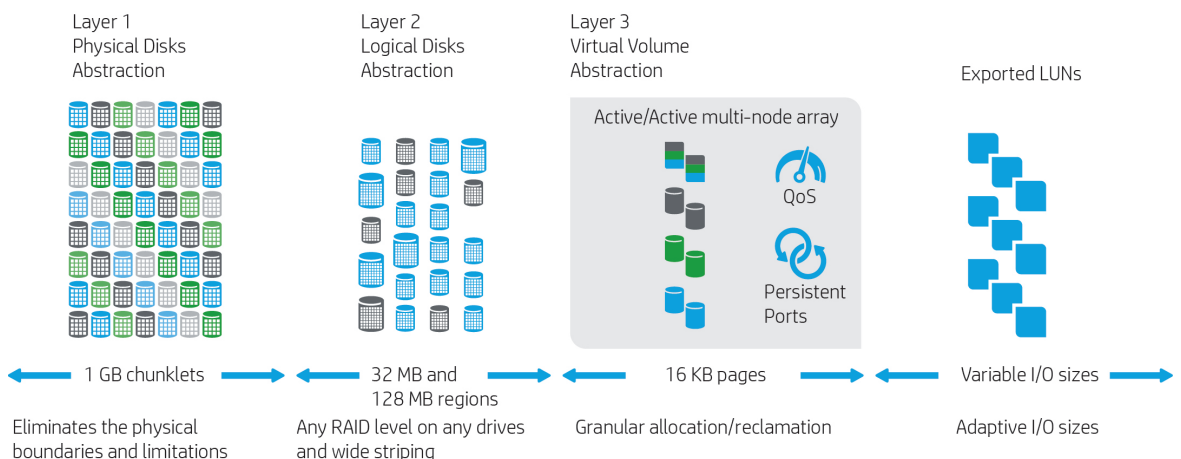 Layer 1
Physical Disks
Abstraction
Layer 2
Logical Disks
Abstraction
Layer 3
Virtual Volume
Abstraction
Exported LUNs
Active/Active multi-node array
QoS
Persistent
Ports
1 GB chunklets
32 MB and
128 MB regions
16 KB pages
Variable I/O sizes
Eliminates the physical
boundaries and limitations
Any RAID level on any drives
and wide striping
Granular allocation/reclamation
Adaptive I/O sizes